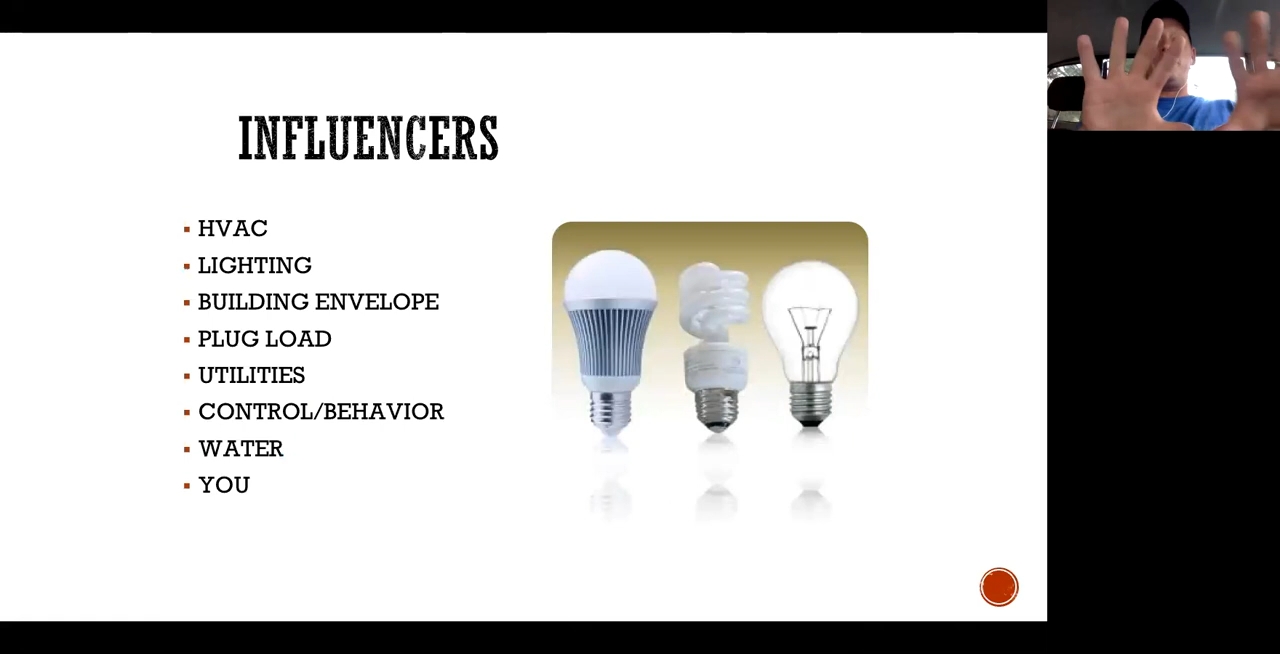 INFLUENCERS
HVAC
LIGHTING
BUILDING ENVELOPE
PLUG LOAD
UTILITIES
CONTROL/BEHAVIOR
WATER
YOU